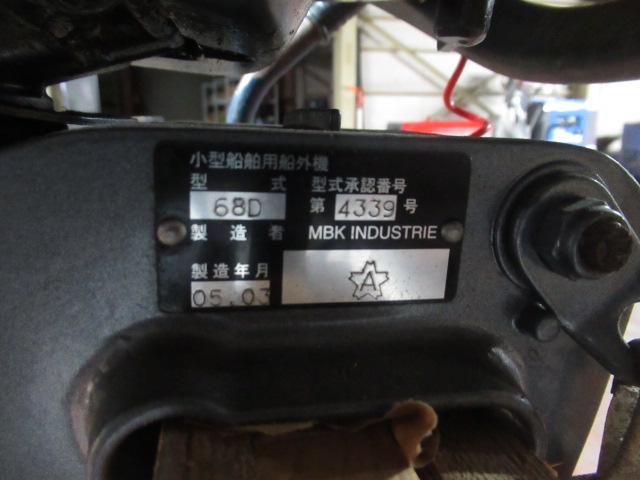 小型船舶用船外機
型式 型式承認番号
68D 第 4339 号
製造者 MBK INDUSTRIE
製造年月
05.03
A